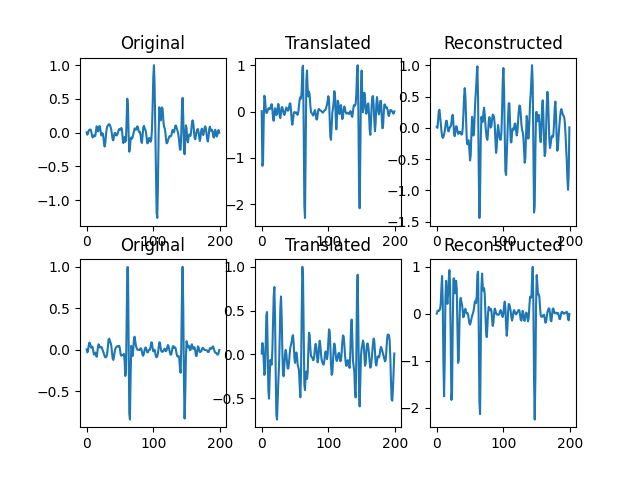 Original Translated Reconstructed
1.0 1 1.0
0.5 0.5
0 0.0
0.0
−0.5 −1 −0.5
−1.0 −1.0
−2 −1.5
0 100 200 0 100 200 0 100 200
Original Translated Reconstructed
1.0 1.0 1
0.5 0.5 0
0.0 0.0 −1
−0.5 −0.5 −2
0 100 200 0 100 200 0 100 200